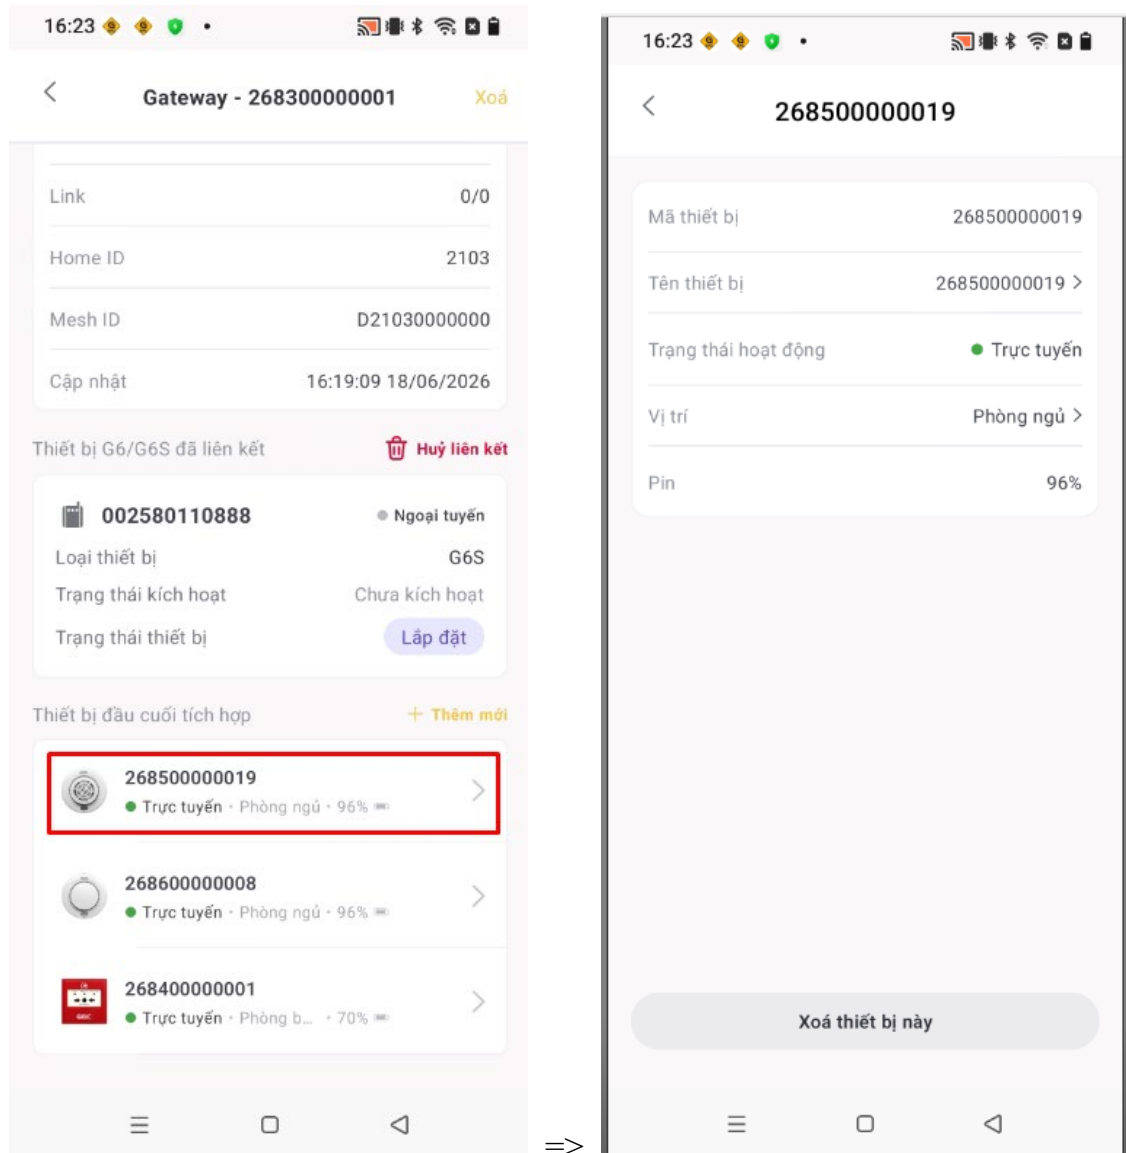 16:23
Gateway - 268300000001 Xoá
Link 0/0
Home ID 2103
Mesh ID D21030000000
Cập nhật 16:19:09 18/06/2026
Thiết bị G6/G6S đã liên kết Huỷ liên kết
002580110888 Ngoại tuyến
Loại thiết bị G6S
Trạng thái kích hoạt Chưa kích hoạt
Trạng thái thiết bị Lắp đặt
Thiết bị đầu cuối tích hợp + Thêm mới
268500000019
Trực tuyến • Phòng ngủ • 96%
268600000008
Trực tuyến • Phòng ngủ • 96%
268400000001
Trực tuyến • Phòng b... • 70%
=>
16:23
268500000019
Mã thiết bị 268500000019
Tên thiết bị 268500000019 >
Trạng thái hoạt động Trực tuyến
Vị trí Phòng ngủ >
Pin 96%
Xoá thiết bị này